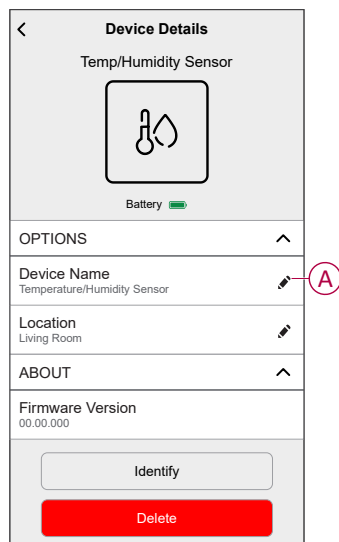 Device Details
Temp/Humidity Sensor
Battery
OPTIONS
Device Name
Temperature/Humidity Sensor
A
Location
Living Room
ABOUT
Firmware Version
00.00.000
Identify
Delete